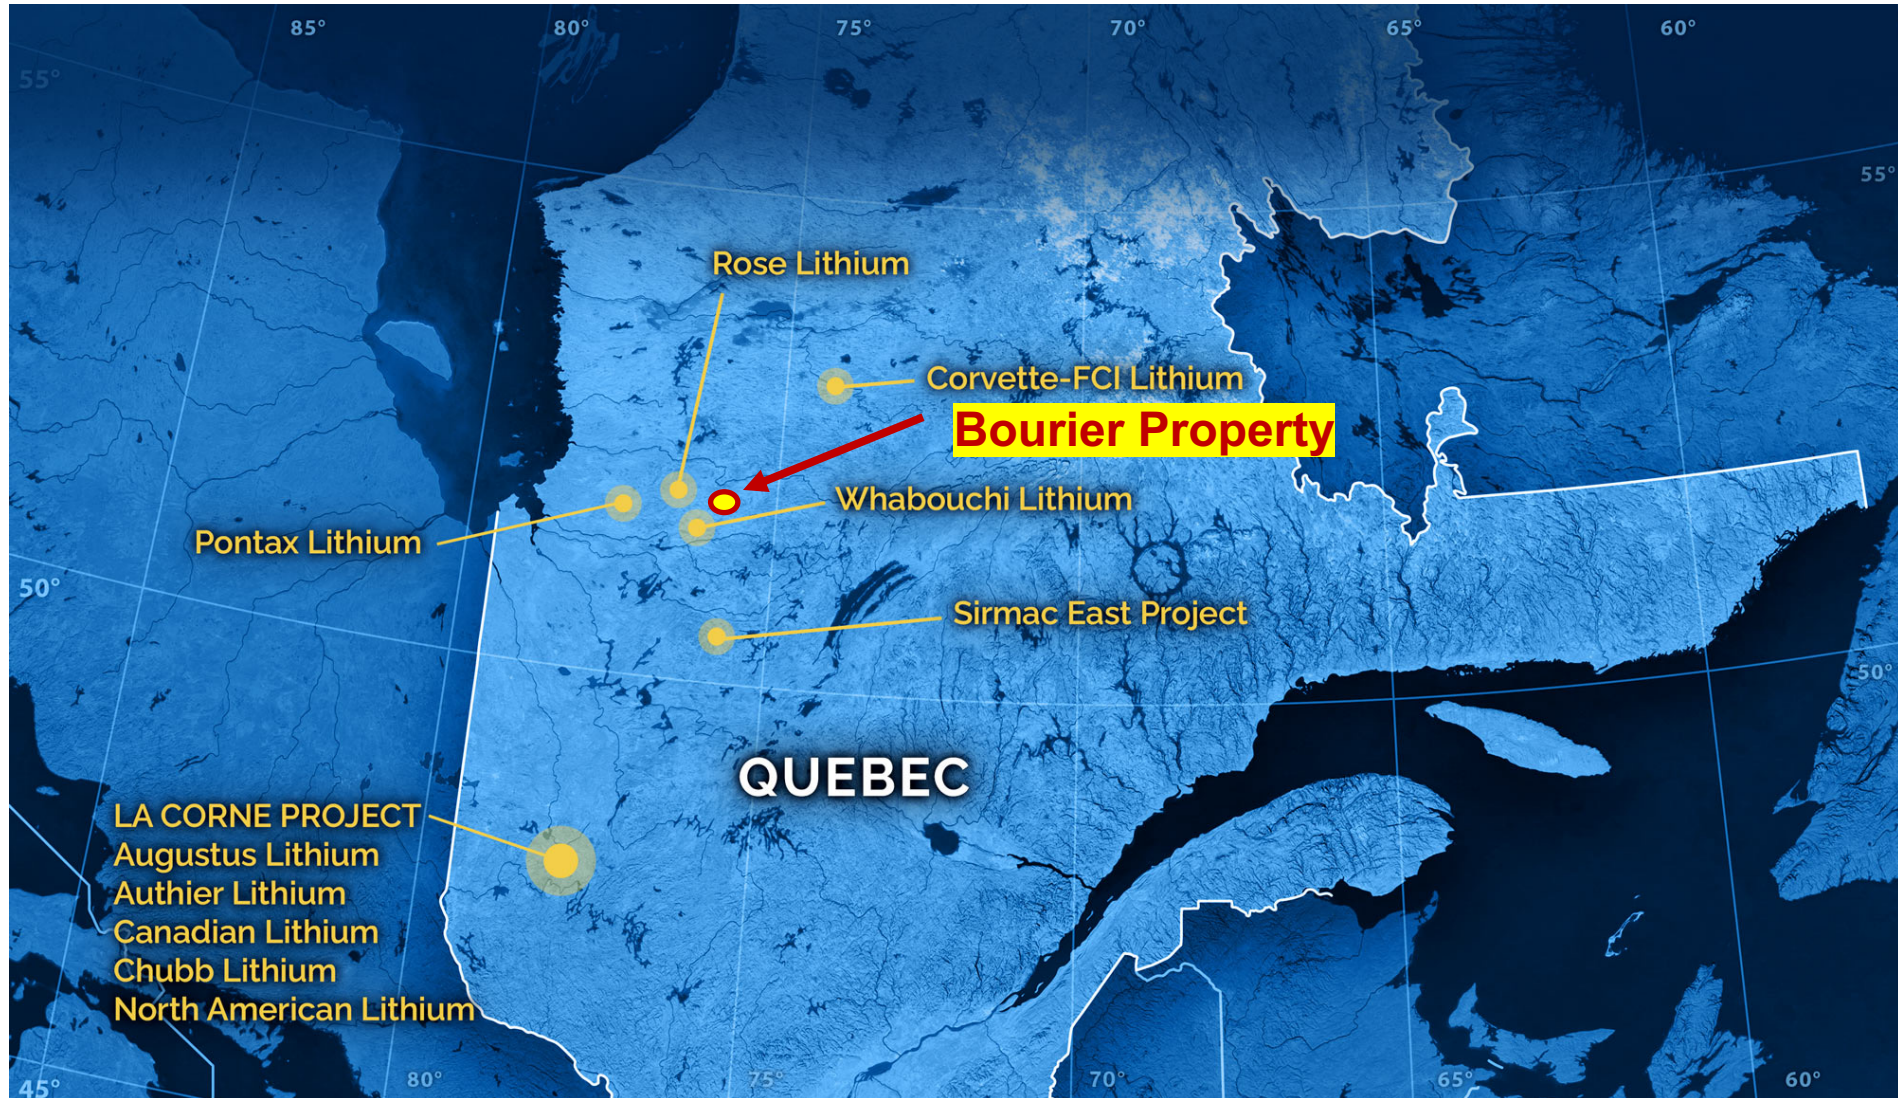 85°
80°
75°
70°
65°
60°
55°
55°
Rose Lithium
Corvette-FCI Lithium
Bourier Property
Whabouchi Lithium
Pontax Lithium
50°
Sirmac East Project
50°
QUEBEC
LA CORNE PROJECT
Augustus Lithium
Authier Lithium
Canadian Lithium
Chubb Lithium
North American Lithium
45°
80°
75°
70°
65°
60°